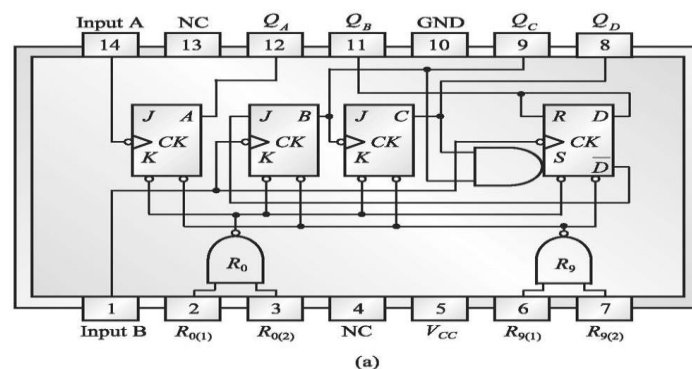 Input A NC Q_A Q_B GND Q_C Q_D
14 13 12 11 10 9 8
J A J B J C R D
CK CK CK CK
K K K S D̅
R_0 R_9
1 2 3 4 5 6 7
Input B R_0(1) R_0(2) NC V_CC R_9(1) R_9(2)
(a)